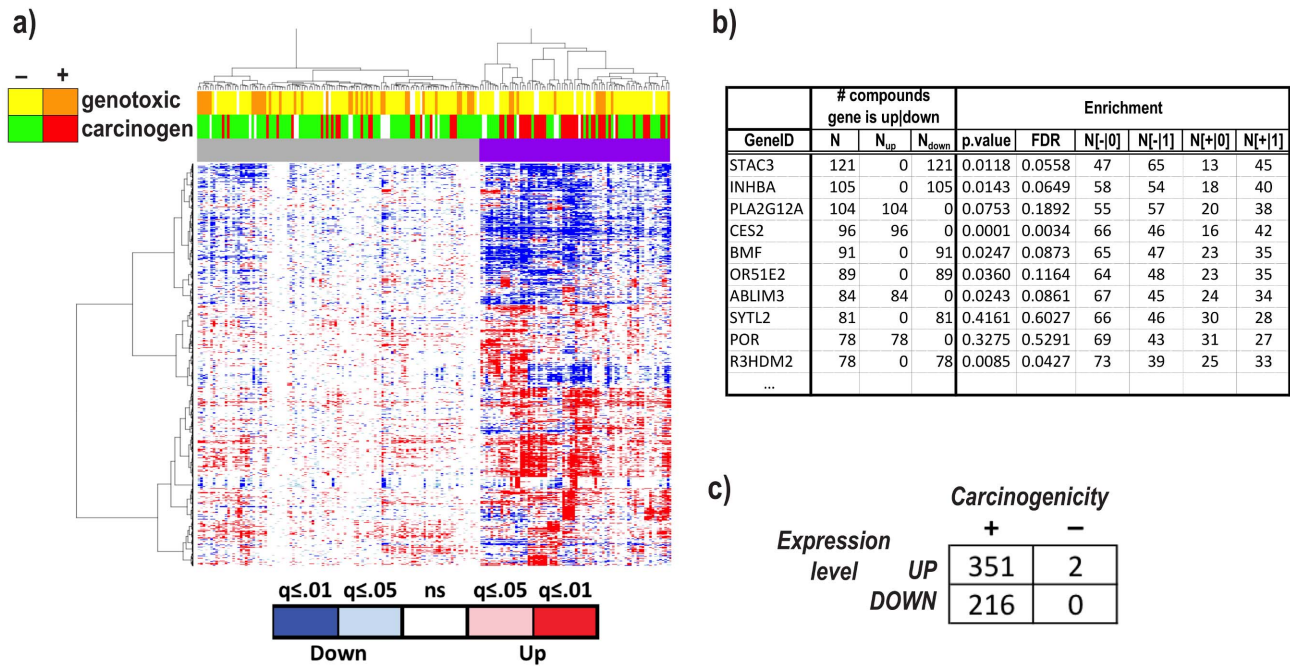 a)
− +
genotoxic
carcinogen
q≤.01 q≤.05 ns q≤.05 q≤.01
Down Up
b)
# compounds gene is up|down Enrichment
GeneID N Nup Ndown p.value FDR N[-|0] N[-|1] N[+|0] N[+|1]
STAC3 121 0 121 0.0118 0.0558 47 65 13 45
INHBA 105 0 105 0.0143 0.0649 58 54 18 40
PLA2G12A 104 104 0 0.0753 0.1892 55 57 20 38
CES2 96 96 0 0.0001 0.0034 66 46 16 42
BMF 91 0 91 0.0247 0.0873 65 47 23 35
OR51E2 89 0 89 0.0360 0.1164 64 48 23 35
ABLIM3 84 84 0 0.0243 0.0861 67 45 24 34
SYTL2 81 0 81 0.4161 0.6027 66 46 30 28
POR 78 78 0 0.3275 0.5291 69 43 31 27
R3HDM2 78 0 78 0.0085 0.0427 73 39 25 33
...
c)
Carcinogenicity
+ −
Expression level
UP 351 2
DOWN 216 0